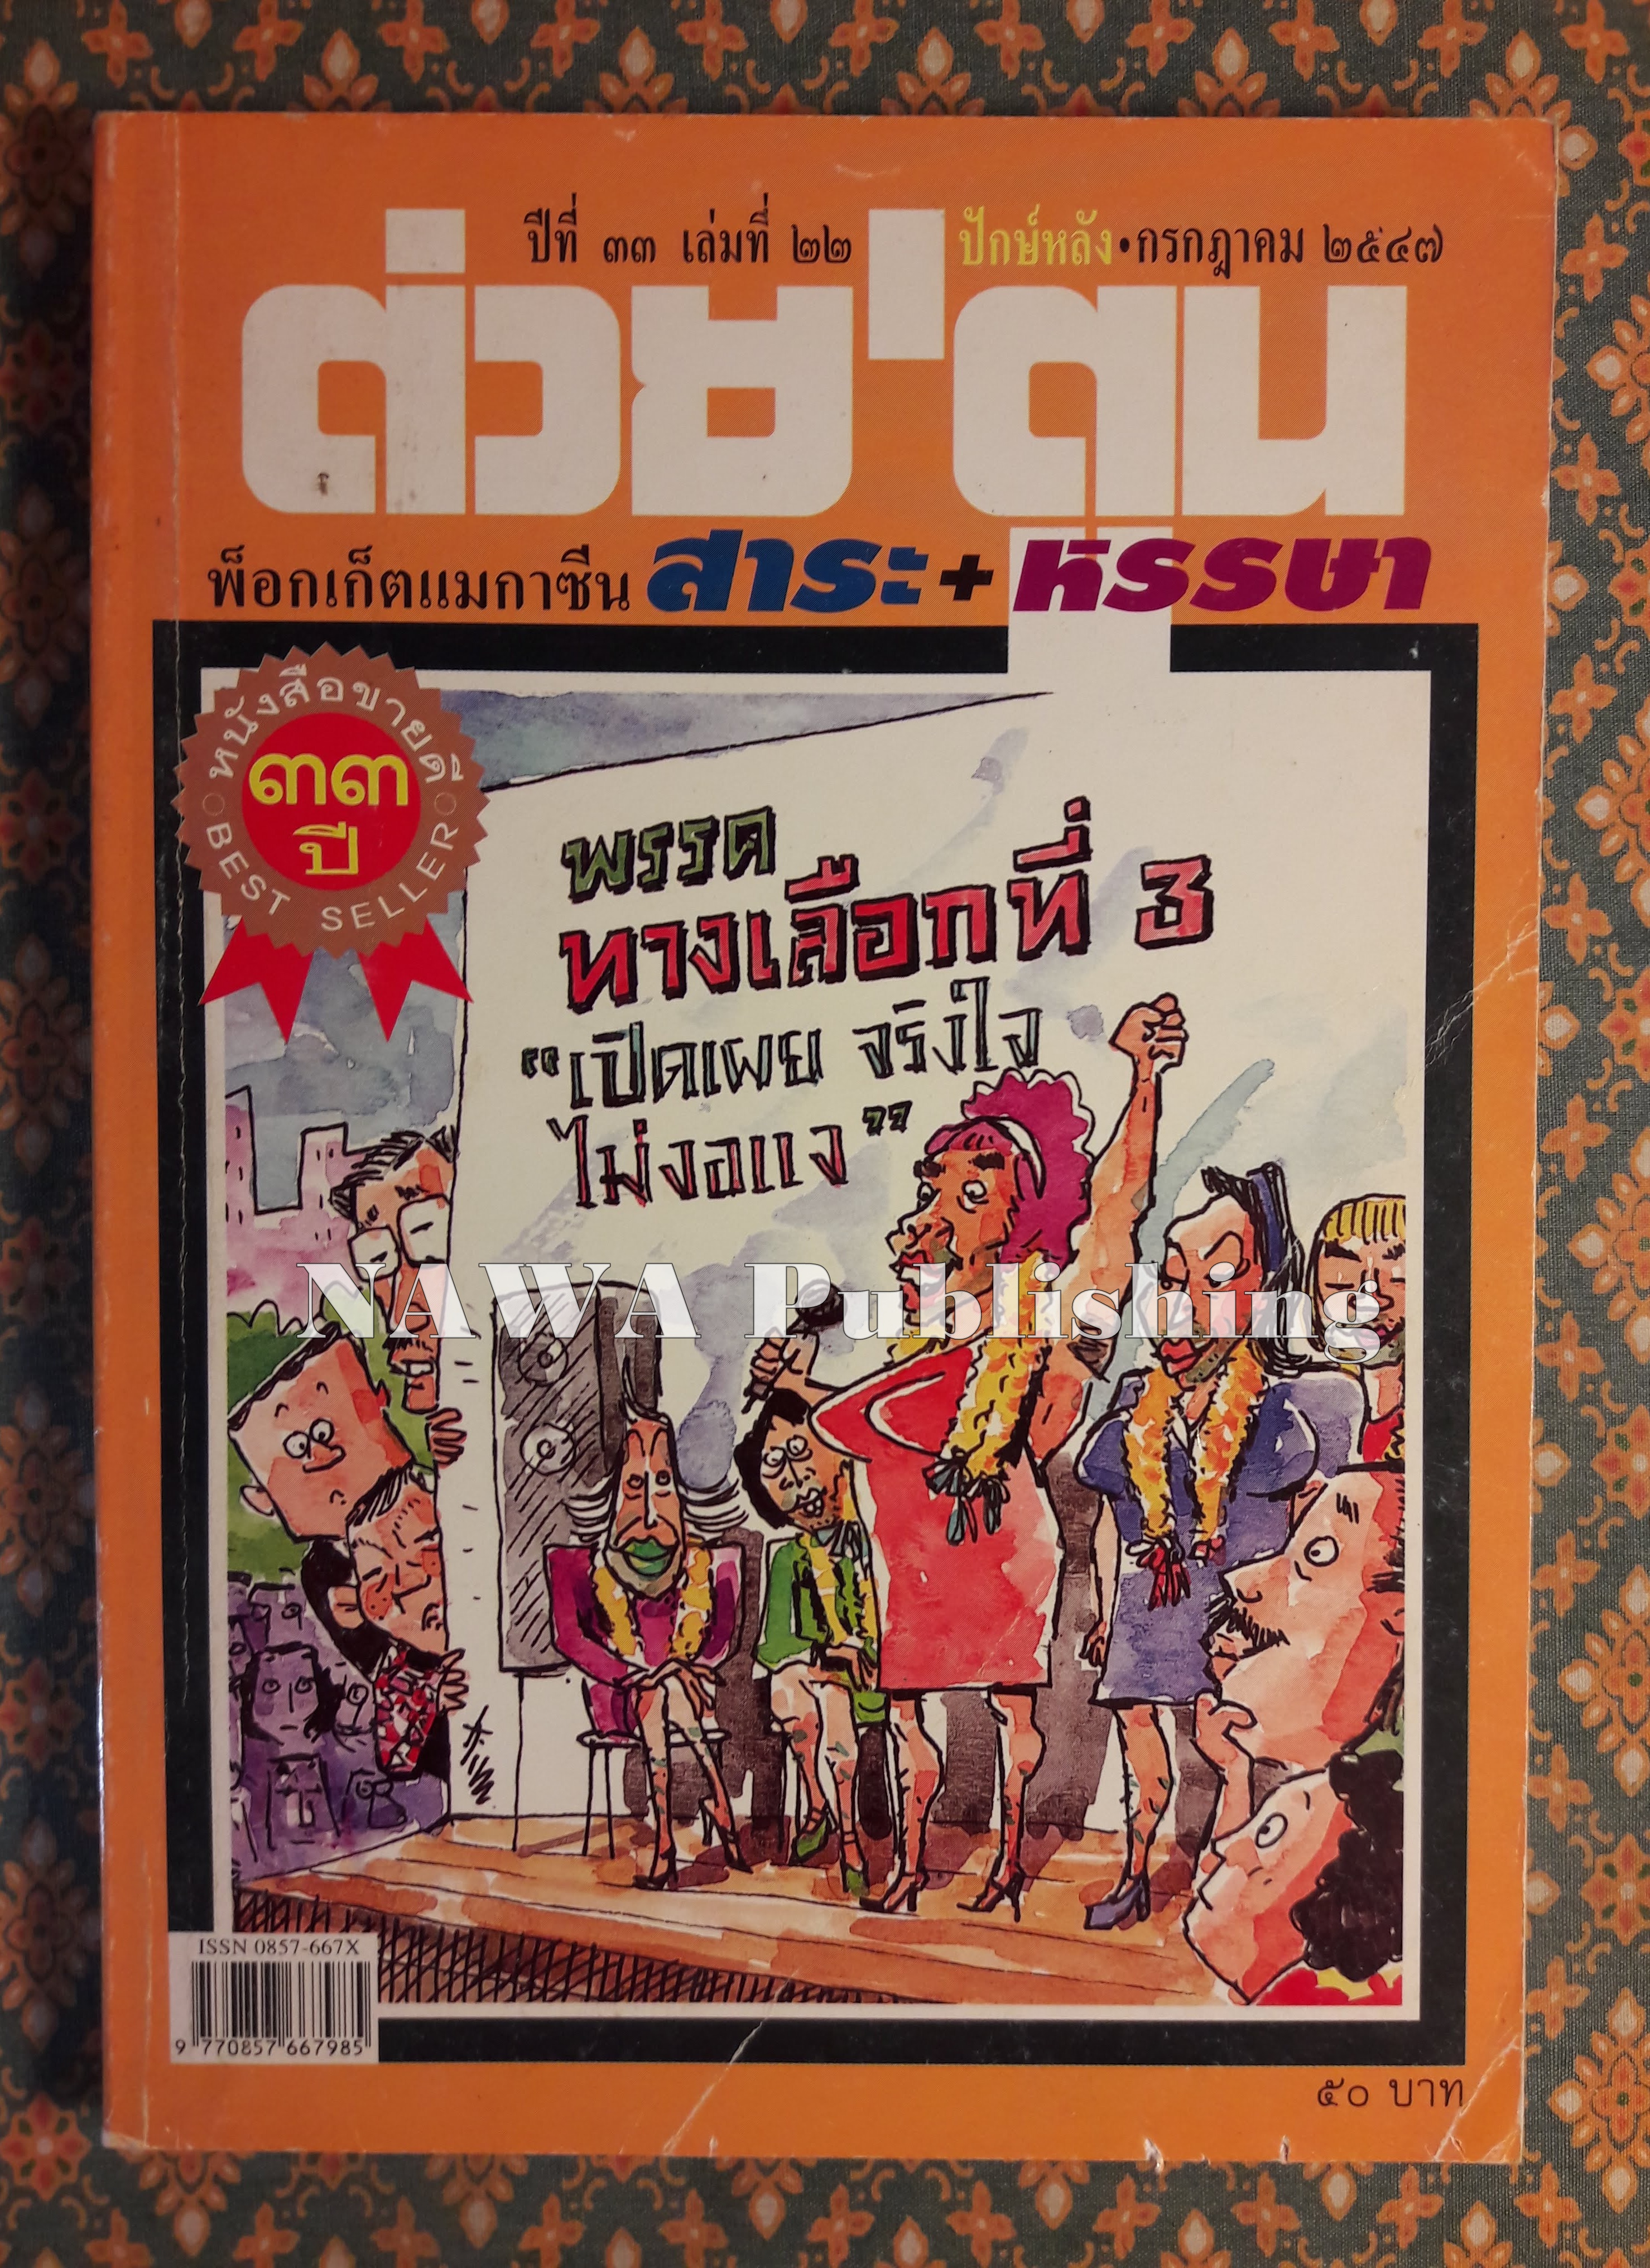 ปีที่ ๓๓ เล่มที่ ๒๒ ปักษ์หลัง•กรกฎาคม ๒๕๔๗
ต่วย'ตูน
พ็อกเก็ตแมกาซีน สาระ+หรรษา
หนังสือขายดี
๓๓
ปี
BEST SELLER
พรรค
ทางเลือกที่ 3
"เปิดเผย จริงใจ
ไม่งอแง"
NAWA Publishing
ISSN 0857-667X
9 770857 667985
๕๐ บาท